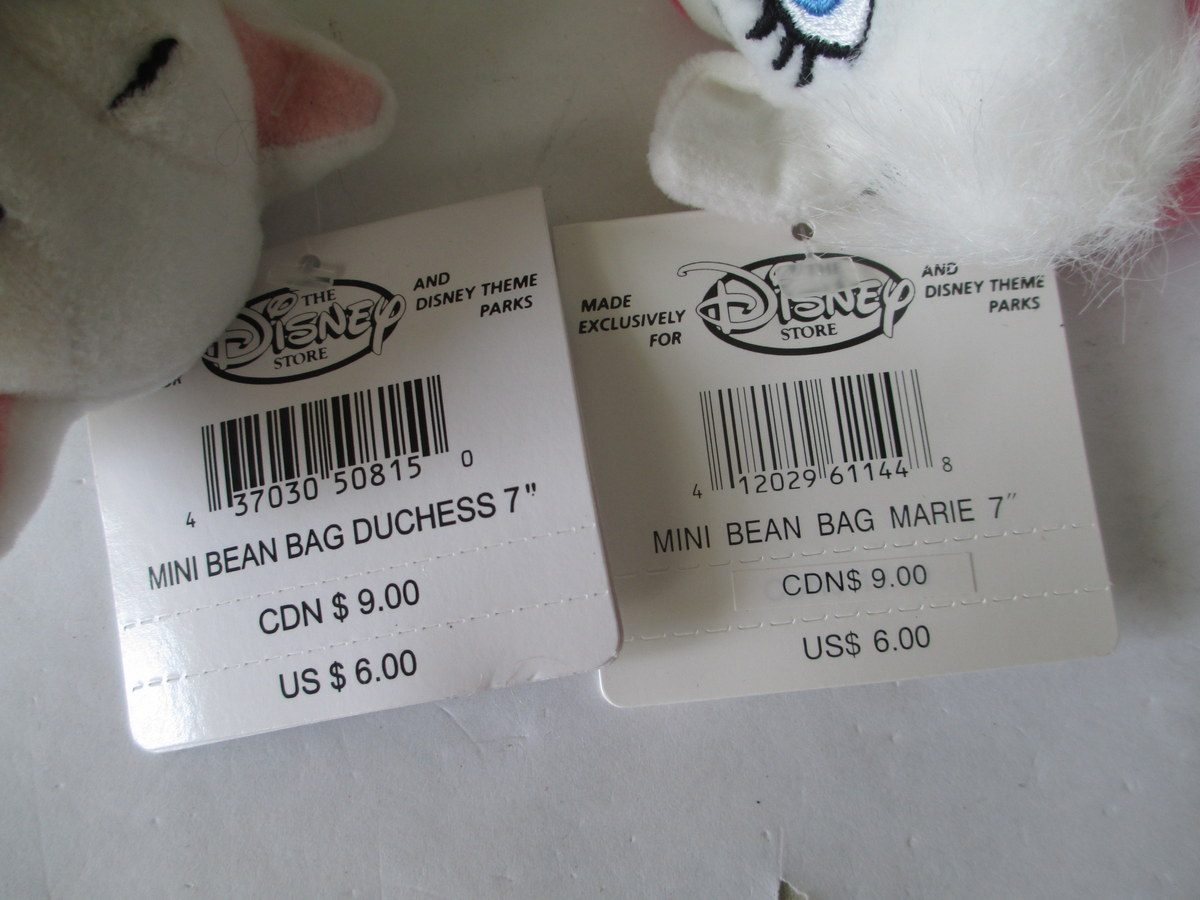 AND
DISNEY THEME
PARKS
THE
DISNEY
STORE
4 37030 50815 0
MINI BEAN BAG DUCHESS 7"
CDN $ 9.00
US $ 6.00
MADE
EXCLUSIVELY
FOR
DISNEY
STORE
AND
DISNEY THEME
PARKS
4 12029 61144 8
MINI BEAN BAG MARIE 7"
CDN$ 9.00
US$ 6.00